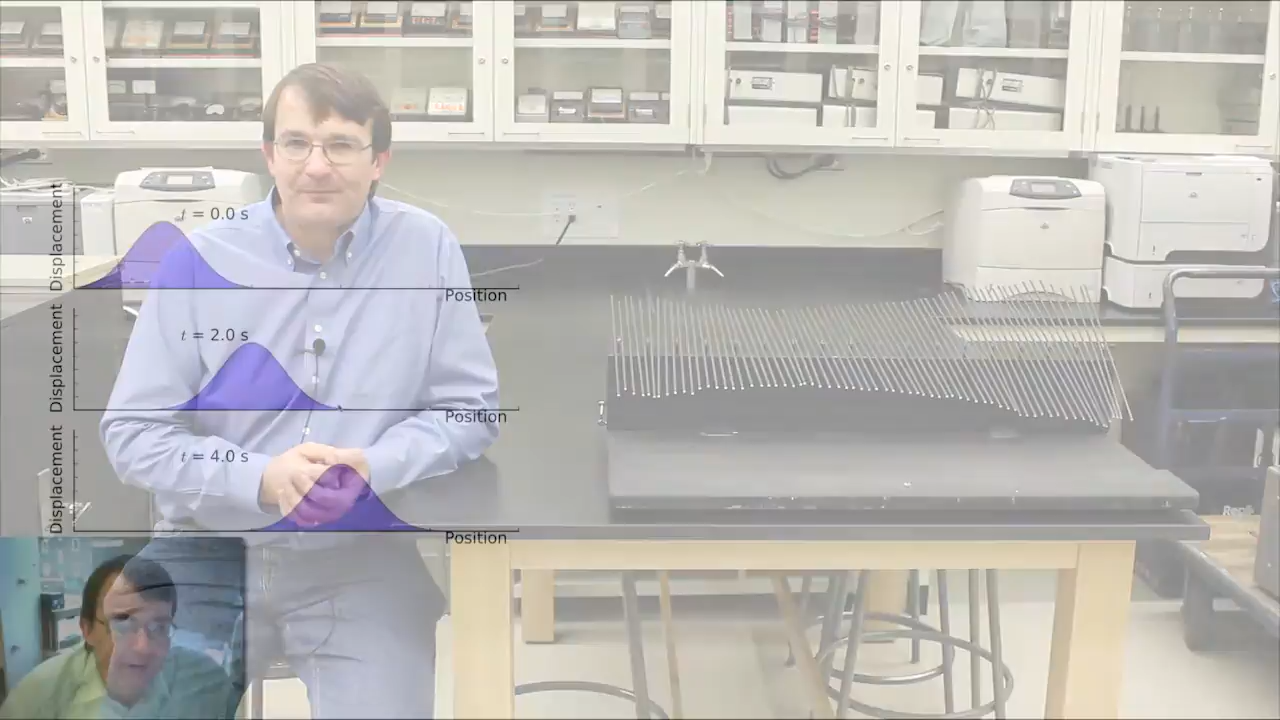 Displacement
t = 0.0 s
Position
Displacement
t = 2.0 s
Position
Displacement
t = 4.0 s
Position